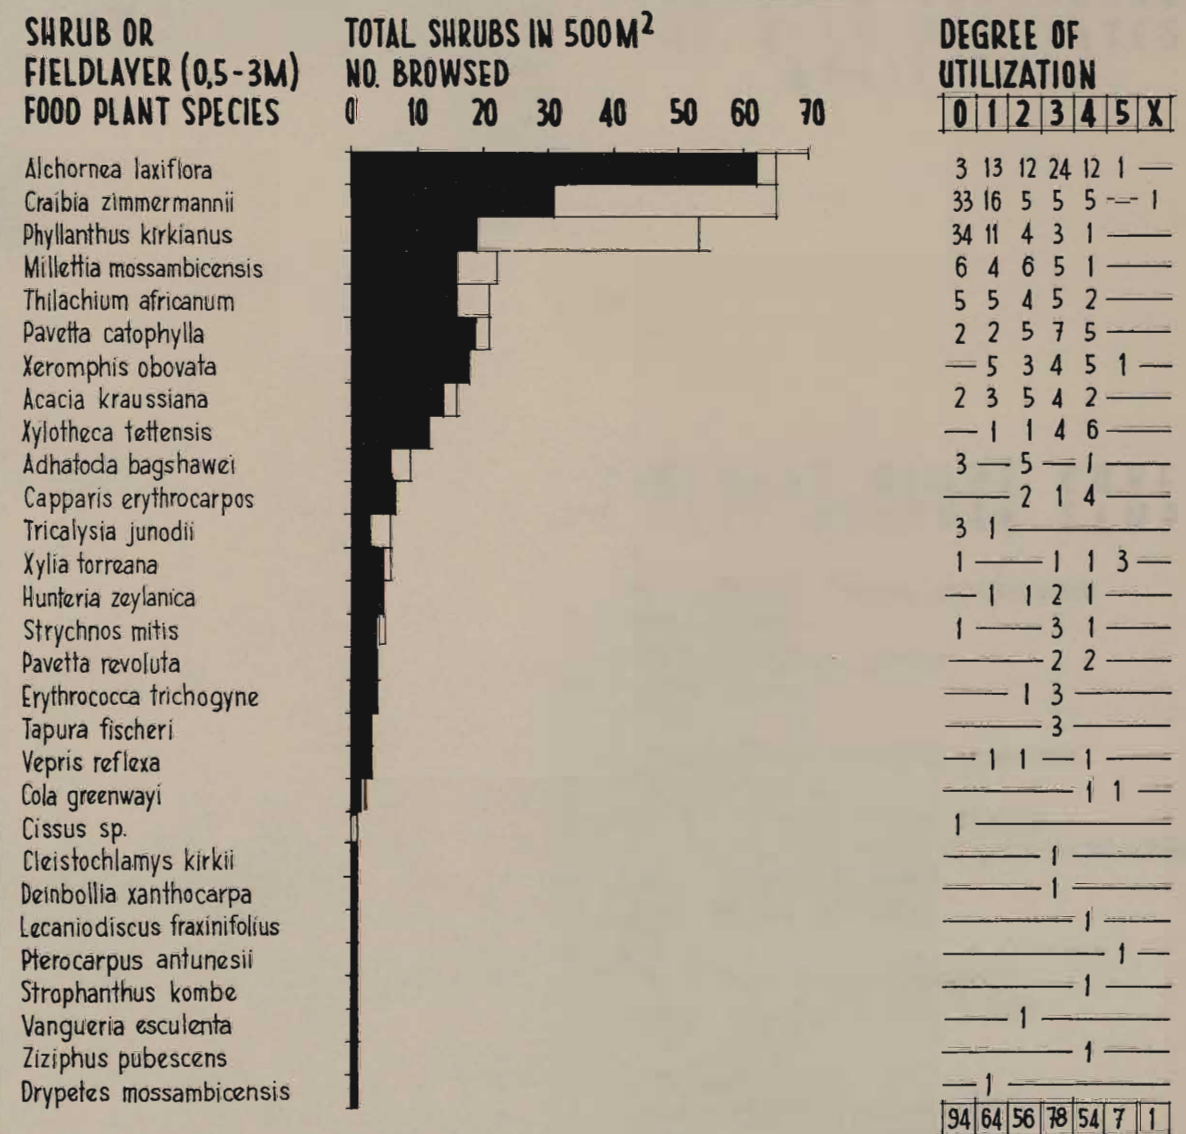 SHRUB OR FIELDLAYER (0,5-3M) FOOD PLANT SPECIES
TOTAL SHRUBS IN 500M²
NO. BROWSED
0 10 20 30 40 50 60 70
DEGREE OF UTILIZATION
0 1 2 3 4 5 X
Alchornea laxiflora 3 13 12 24 12 1 —
Craibia zimmermannii 33 16 5 5 5 — 1
Phyllanthus kirkianus 34 11 4 3 1 —
Millettia mossambicensis 6 4 6 5 1 —
Thilachium africanum 5 5 4 5 2 —
Pavetta catophylla 2 2 5 7 5 —
Xeromphis obovata — 5 3 4 5 1 —
Acacia kraussiana 2 3 5 4 2 —
Xylotheca tettensis — 1 1 4 6 —
Adhatoda bagshawei 3 — 5 — 1 —
Capparis erythrocarpos — 2 1 4 —
Tricalysia junodii 3 1 —
Xylia torreana 1 — 1 1 3 —
Hunteria zeylanica — 1 1 2 1 —
Strychnos mitis 1 — 3 1 —
Pavetta revoluta — 2 2 —
Erythrococca trichogyne — 1 3 —
Tapura fischeri — 3 —
Vepris reflexa — 1 1 — 1 —
Cola greenwayi — 1 1 —
Cissus sp. 1 —
Cleistochlamys kirkii — 1 —
Deinbollia xanthocarpa — 1 —
Lecaniodiscus fraxinifolius — 1 —
Pterocarpus antunesii — 1 —
Strophanthus kombe — 1 —
Vangueria esculenta — 1 —
Ziziphus pubescens — 1 —
Drypetes mossambicensis — 1 —
94 64 56 78 54 7 1